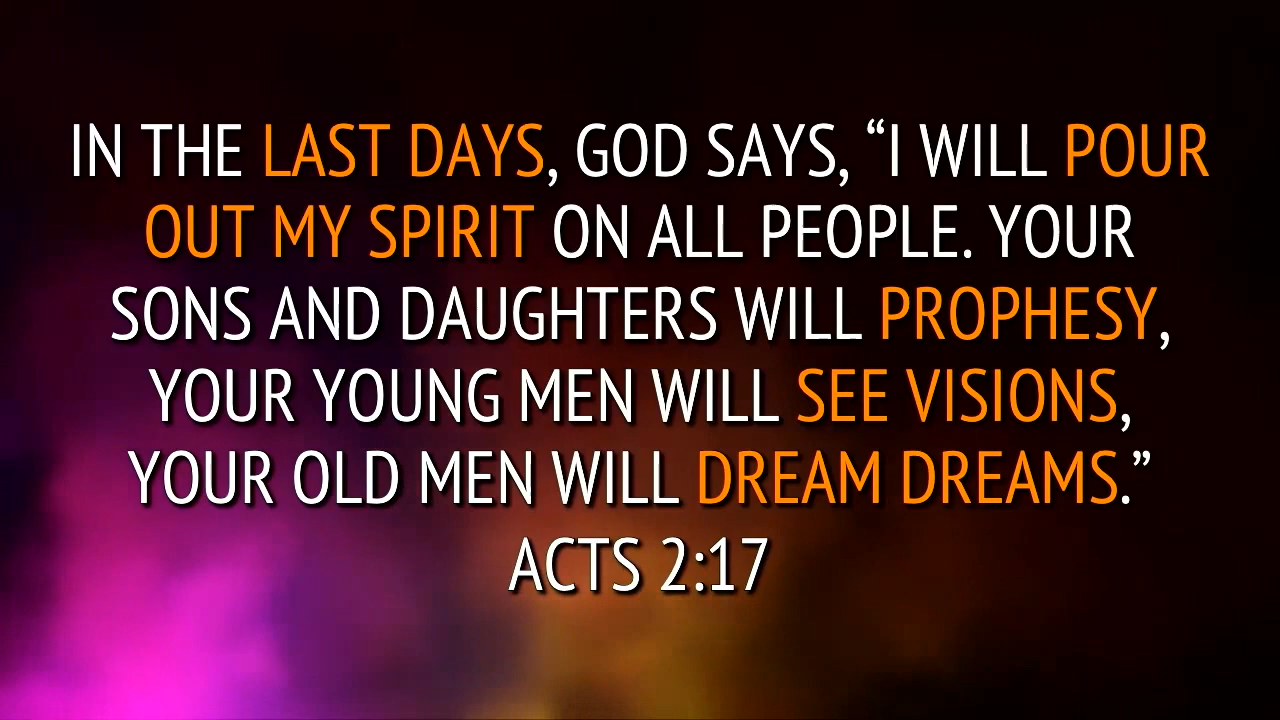 IN THE LAST DAYS, GOD SAYS, “I WILL POUR
OUT MY SPIRIT ON ALL PEOPLE. YOUR
SONS AND DAUGHTERS WILL PROPHESY,
YOUR YOUNG MEN WILL SEE VISIONS,
YOUR OLD MEN WILL DREAM DREAMS.”
ACTS 2:17